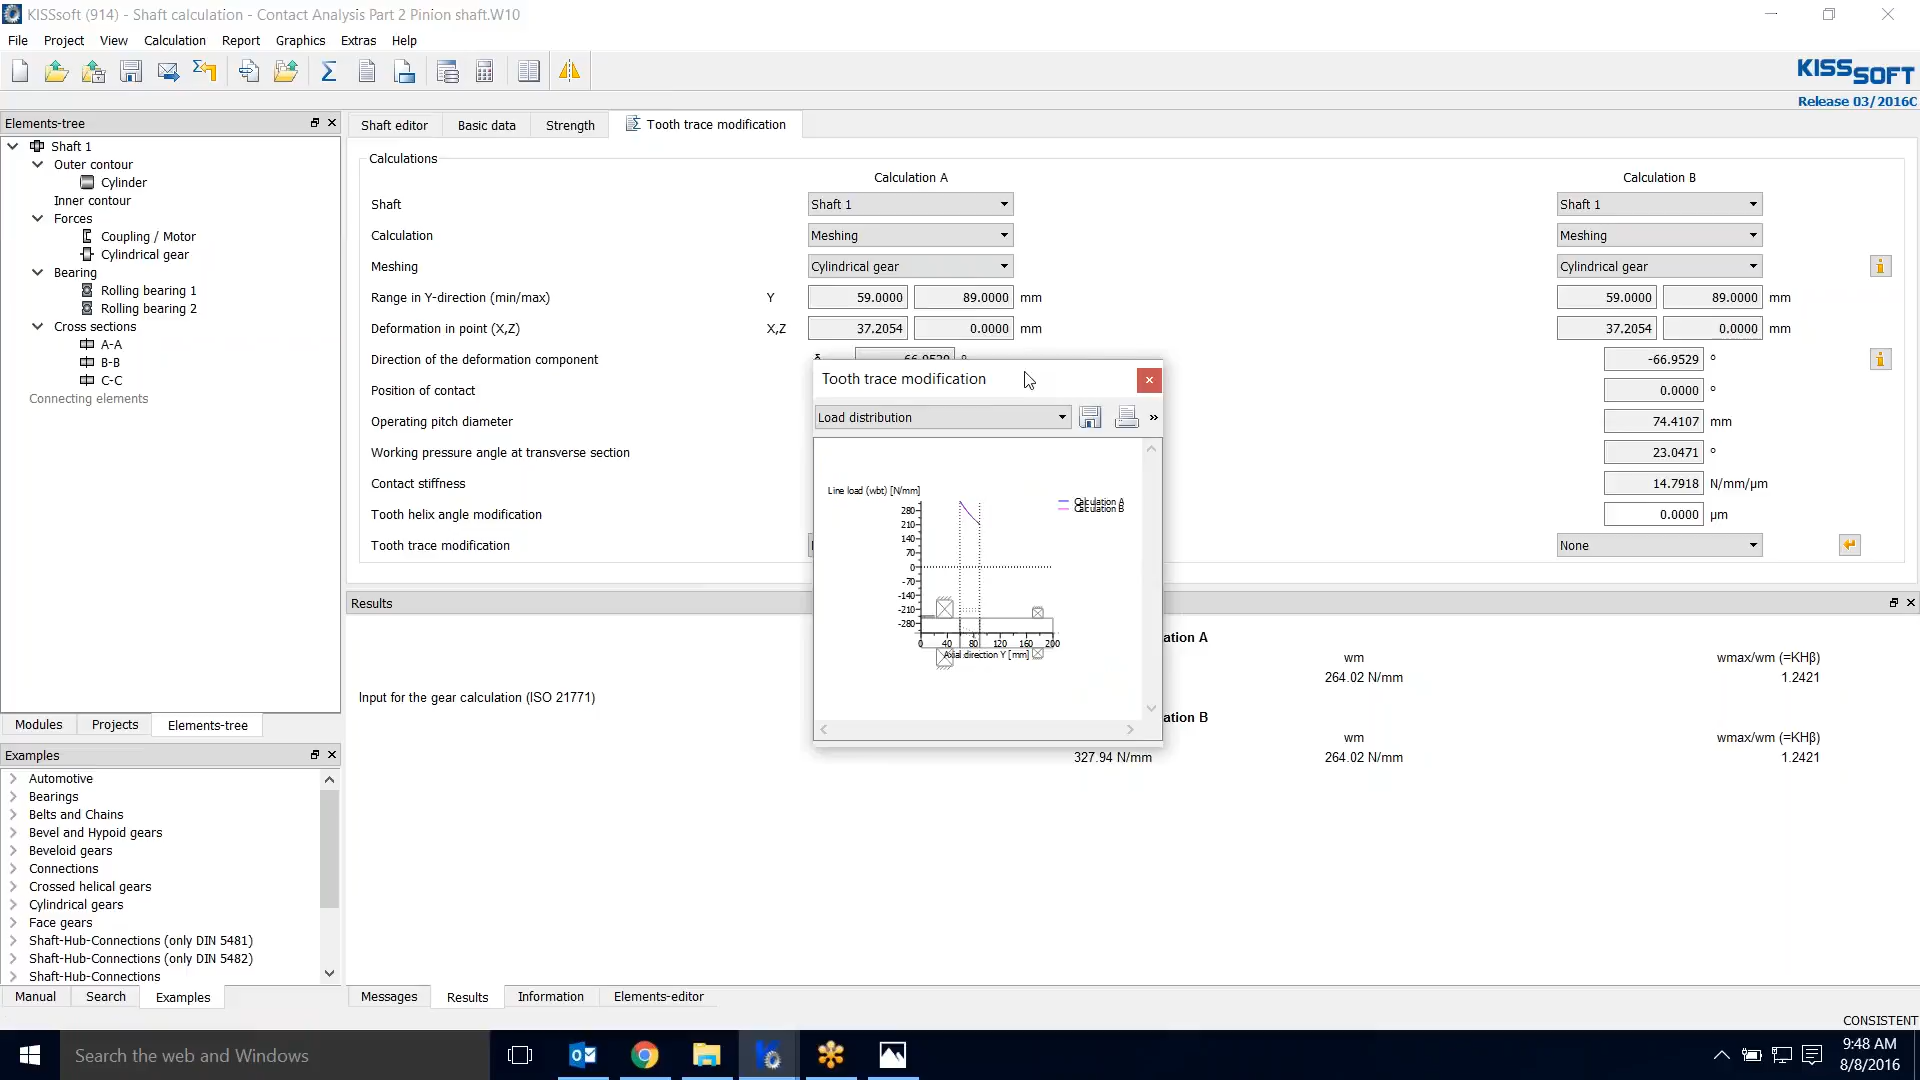 KISSsoft (914) - Shaft calculation - Contact Analysis Part 2 Pinion shaft.W10
File Project View Calculation Report Graphics Extras Help
KISSSOFT
Release 03/2016C
Elements-tree
Shaft 1
Outer contour
Cylinder
Inner contour
Forces
Coupling / Motor
Cylindrical gear
Bearing
Rolling bearing 1
Rolling bearing 2
Cross sections
A-A
B-B
C-C
Connecting elements
Modules Projects Elements-tree
Examples
Automotive
Bearings
Belts and Chains
Bevel and Hypoid gears
Beveloid gears
Connections
Crossed helical gears
Cylindrical gears
Face gears
Shaft-Hub-Connections (only DIN 5481)
Shaft-Hub-Connections (only DIN 5482)
Shaft-Hub-Connections
Manual Search Examples
Shaft editor Basic data Strength Tooth trace modification
Calculations
Calculation A Calculation B
Shaft Shaft 1 Shaft 1
Calculation Meshing Meshing
Meshing Cylindrical gear Cylindrical gear
Range in Y-direction (min/max) Y 59.0000 89.0000 mm 59.0000 89.0000 mm
Deformation in point (X,Z) X,Z 37.2054 0.0000 mm 37.2054 0.0000 mm
Direction of the deformation component -66.9529 °
Position of contact 0.0000 °
Operating pitch diameter 74.4107 mm
Working pressure angle at transverse section 23.0471 °
Contact stiffness 14.7918 N/mm/µm
Tooth helix angle modification 0.0000 µm
Tooth trace modification None
Tooth trace modification
Load distribution »
Line load (wbt) [N/mm]
Calculation A
Calculation B
280
210
140
70
0
-70
-140
-210
-280
0 40 80 120 160 200
Axial direction Y [mm]
Results
ation A
wm wmax/wm (=KHβ)
264.02 N/mm 1.2421
Input for the gear calculation (ISO 21771)
ation B
wm wmax/wm (=KHβ)
327.94 N/mm 264.02 N/mm 1.2421
Messages Results Information Elements-editor
CONSISTENT
Search the web and Windows
9:48 AM
8/8/2016